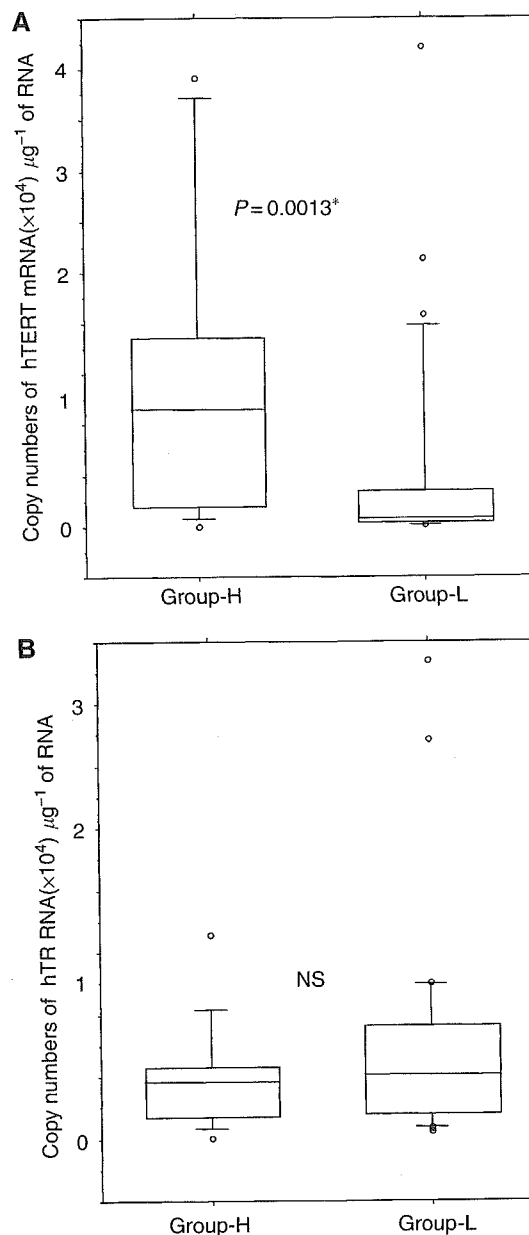 A
Copy numbers of hTERT mRNA(×10⁴) μg⁻¹ of RNA
4
3
2
1
0
P=0.0013*
Group-H Group-L
B
Copy numbers of hTR RNA(×10⁴) μg⁻¹ of RNA
3
2
1
0
NS
Group-H Group-L